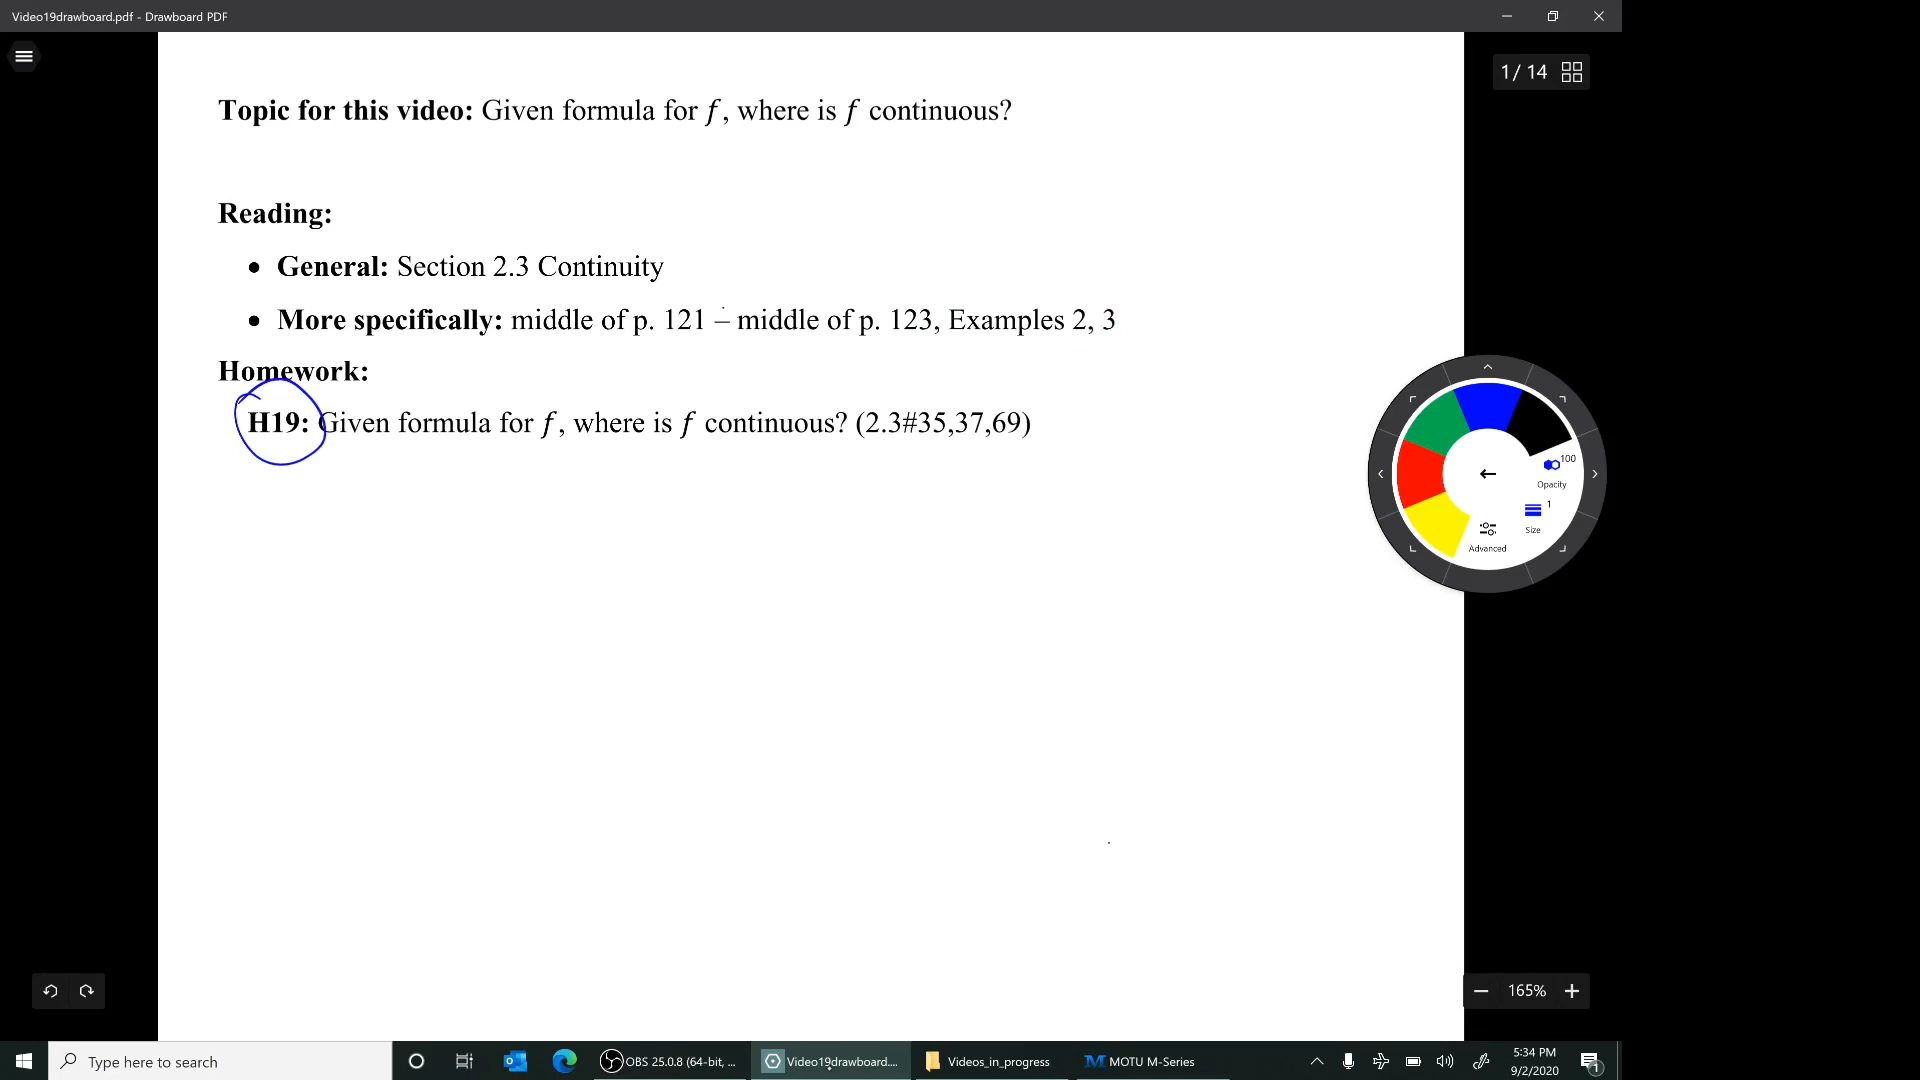 Video19drawboard.pdf - Drawboard PDF
1 / 14
Topic for this video: Given formula for f, where is f continuous?
Reading:
• General: Section 2.3 Continuity
• More specifically: middle of p. 121 – middle of p. 123, Examples 2, 3
Homework:
H19: Given formula for f, where is f continuous? (2.3#35,37,69)
100
Opacity
1
Size
Advanced
165%
Type here to search
OBS 25.0.8 (64-bit, ...
Video19drawboard....
Videos_in_progress
MOTU M-Series
5:34 PM
9/2/2020
1